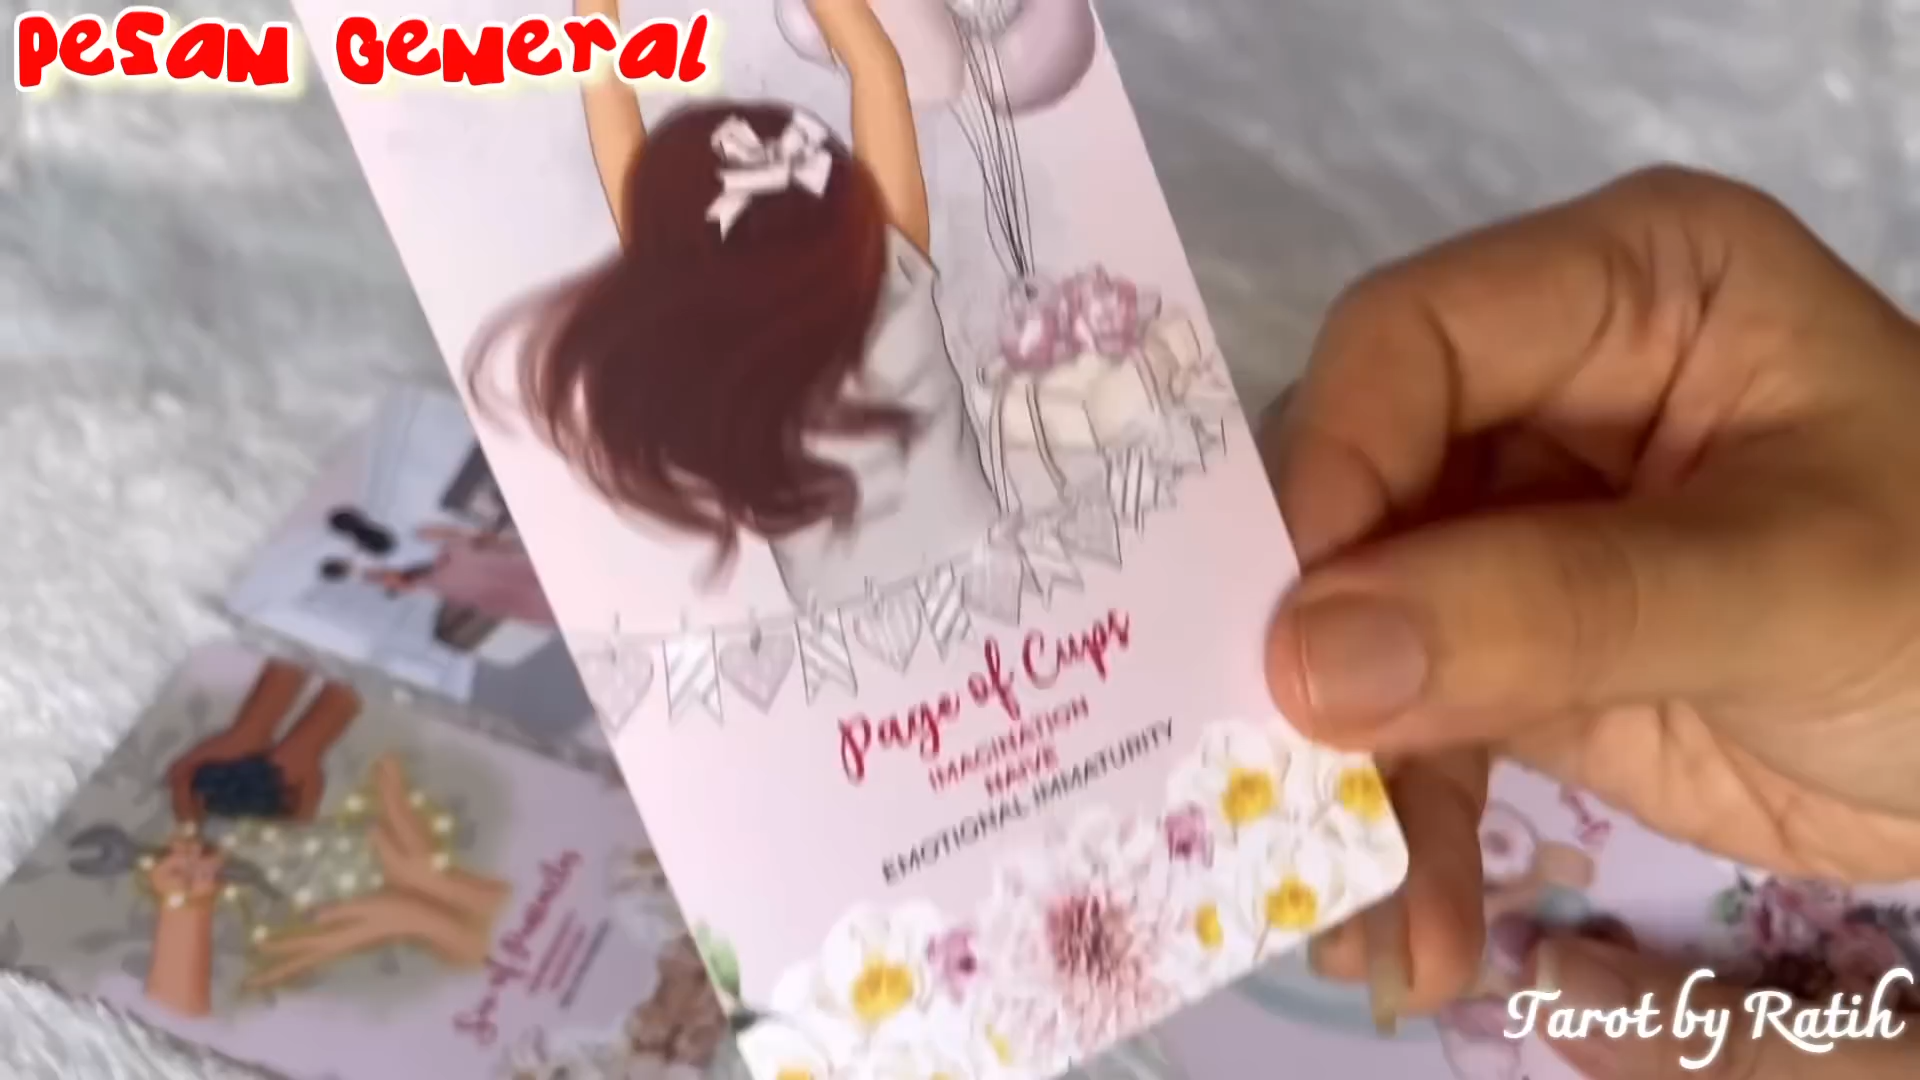 PESAN GENERAL
Page of Cups
IMAGINATION
NAIVE
EMOTIONAL IMMATURITY
Tarot by Ratih